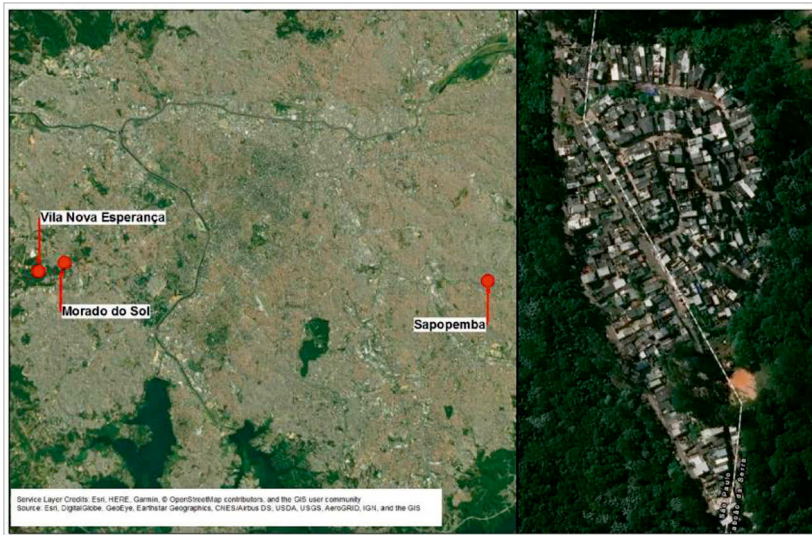 Vila Nova Esperança
Morado do Sol
Sapopemba
Service Layer Credits: Esri, HERE, Garmin, © OpenStreetMap contributors, and the GIS user community
Source: Esri, DigitalGlobe, GeoEye, Earthstar Geographics, CNES/Airbus DS, USDA, USGS, AeroGRID, IGN, and the GIS